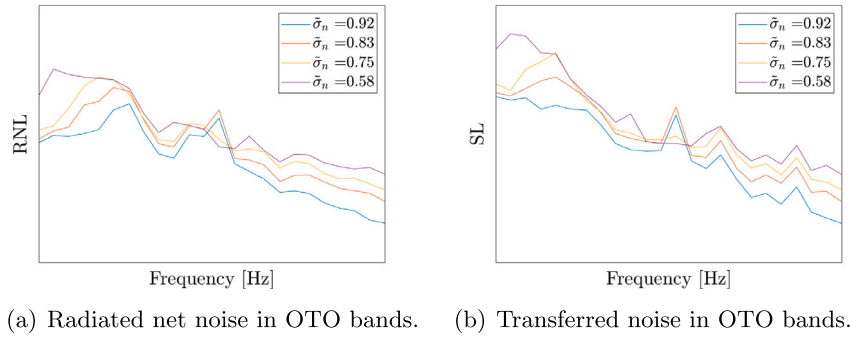 σ̃ₙ =0.92
σ̃ₙ =0.83
σ̃ₙ =0.75
σ̃ₙ =0.58
RNL
Frequency [Hz]
(a) Radiated net noise in OTO bands.
σ̃ₙ =0.92
σ̃ₙ =0.83
σ̃ₙ =0.75
σ̃ₙ =0.58
SL
Frequency [Hz]
(b) Transferred noise in OTO bands.